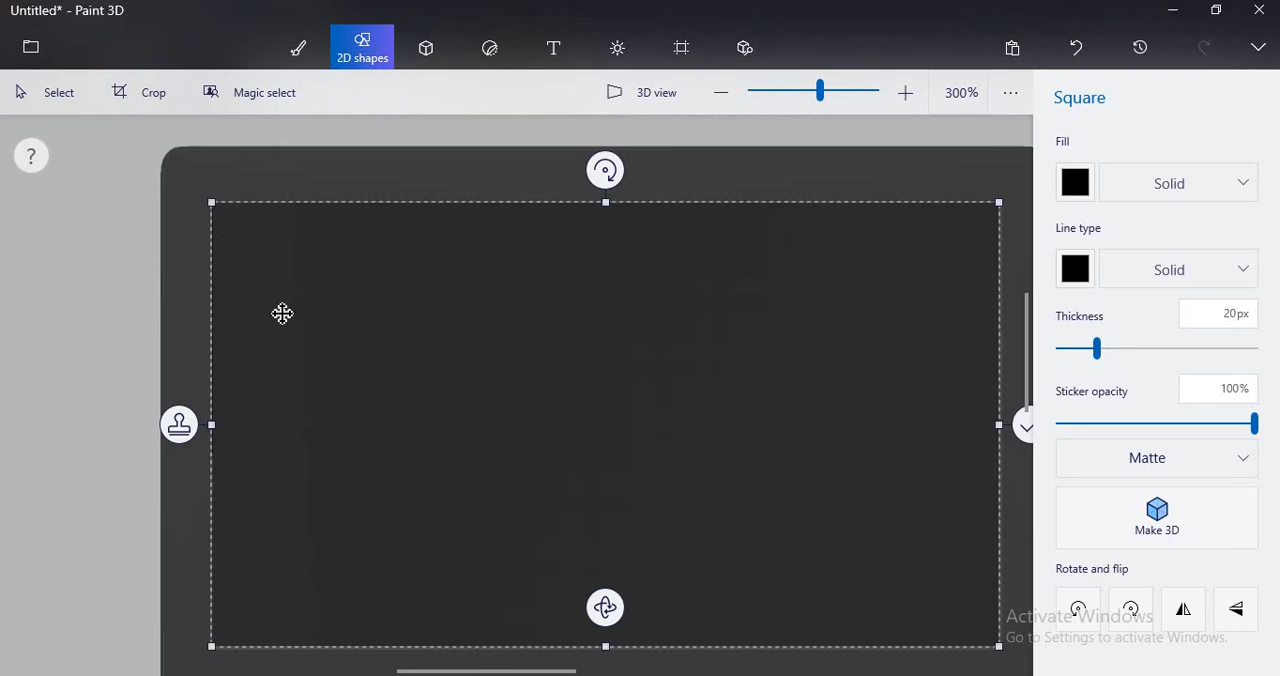 Untitled* - Paint 3D
2D shapes
Select
Crop
Magic select
3D view
300%
Square
?
Fill
Solid
Line type
Solid
Thickness
20px
Sticker opacity
100%
Matte
Make 3D
Rotate and flip
Activate Windows
Go to Settings to activate Windows.